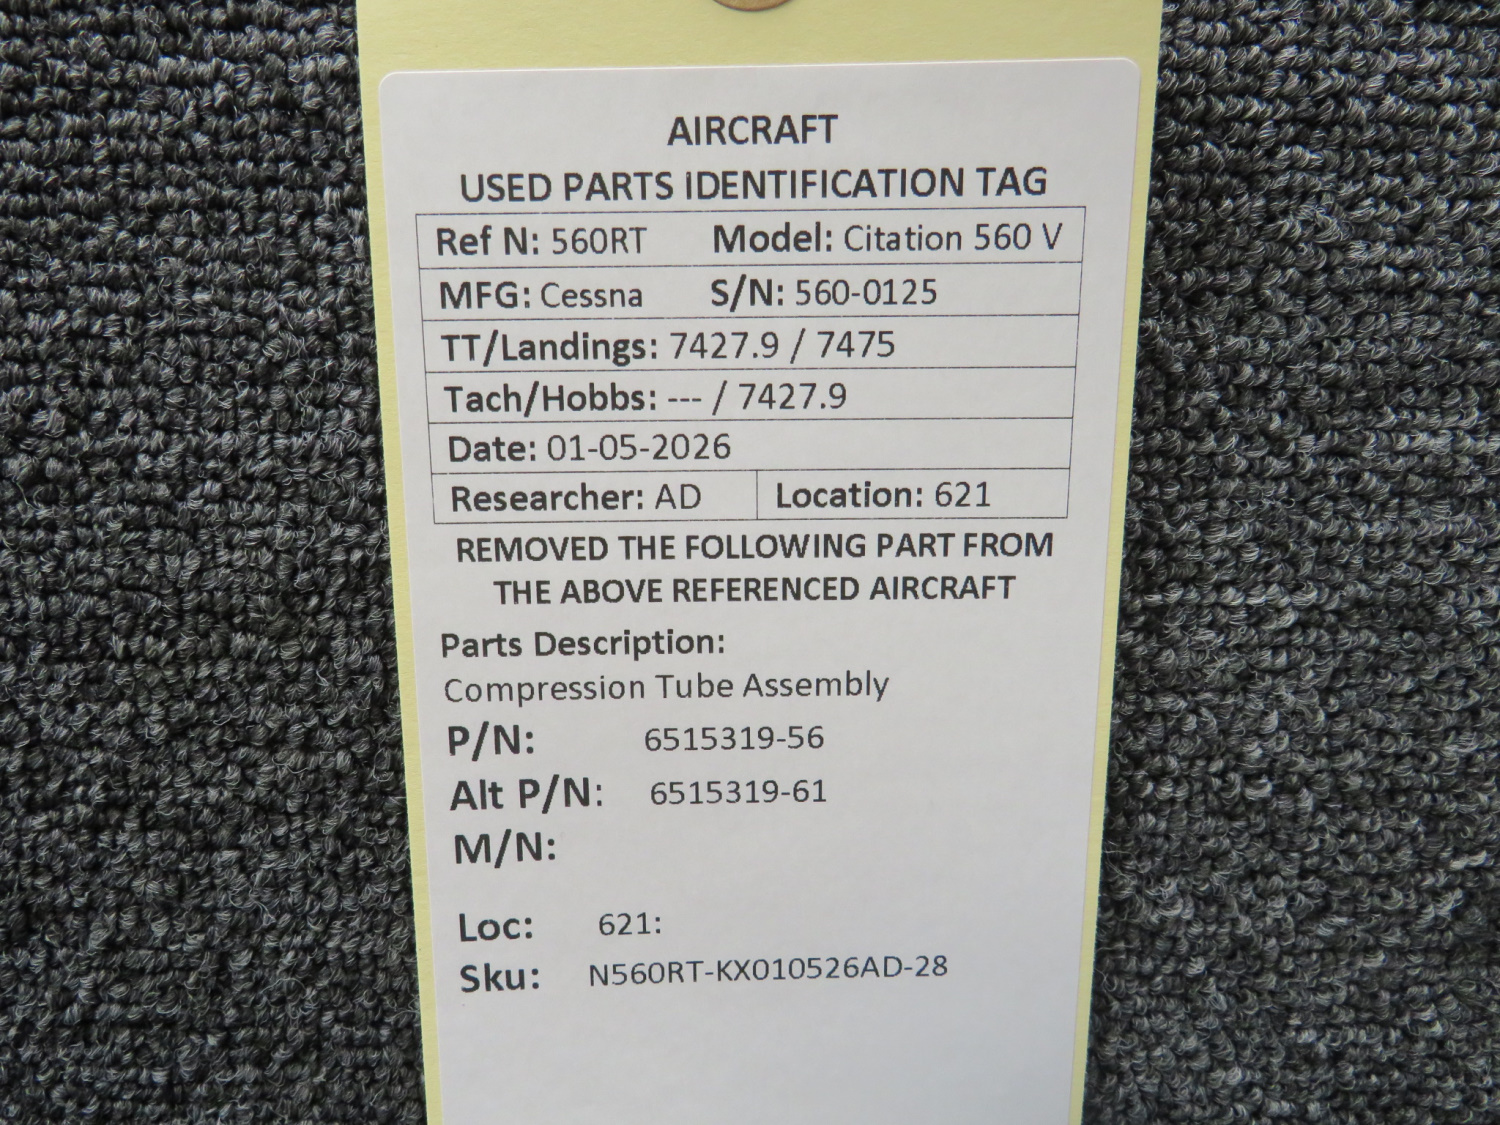 AIRCRAFT
USED PARTS IDENTIFICATION TAG
Ref N: 560RT Model: Citation 560 V
MFG: Cessna S/N: 560-0125
TT/Landings: 7427.9 / 7475
Tach/Hobbs: --- / 7427.9
Date: 01-05-2026
Researcher: AD Location: 621
REMOVED THE FOLLOWING PART FROM
THE ABOVE REFERENCED AIRCRAFT
Parts Description:
Compression Tube Assembly
P/N: 6515319-56
Alt P/N: 6515319-61
M/N:
Loc: 621:
Sku: N560RT-KX010526AD-28